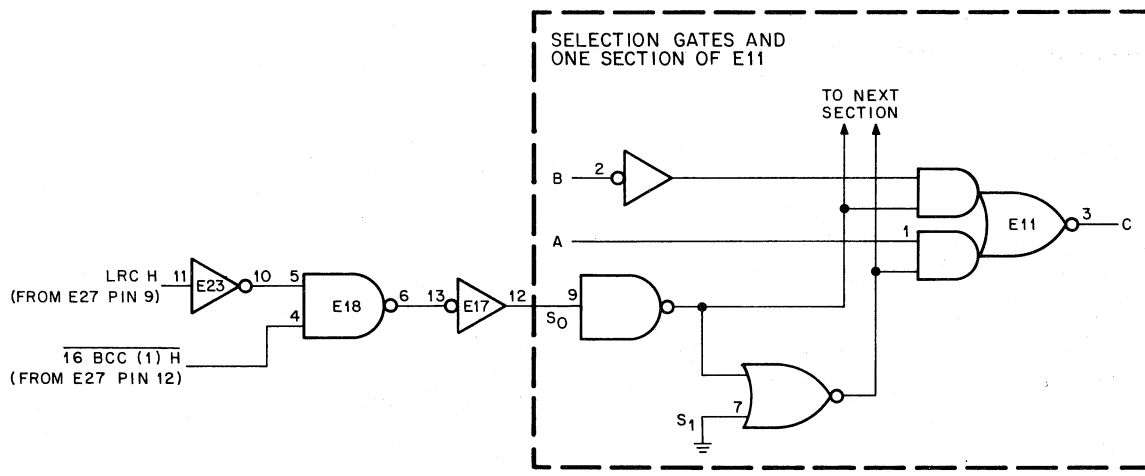 SELECTION GATES AND
ONE SECTION OF E11
TO NEXT
SECTION
B 2
A 1
E11 3 C
LRC H 11 E23 10 5
(FROM E27 PIN 9)
E18 6 13 E17 12 9
S0
4
16 BCC (1) H
(FROM E27 PIN 12)
7
S1